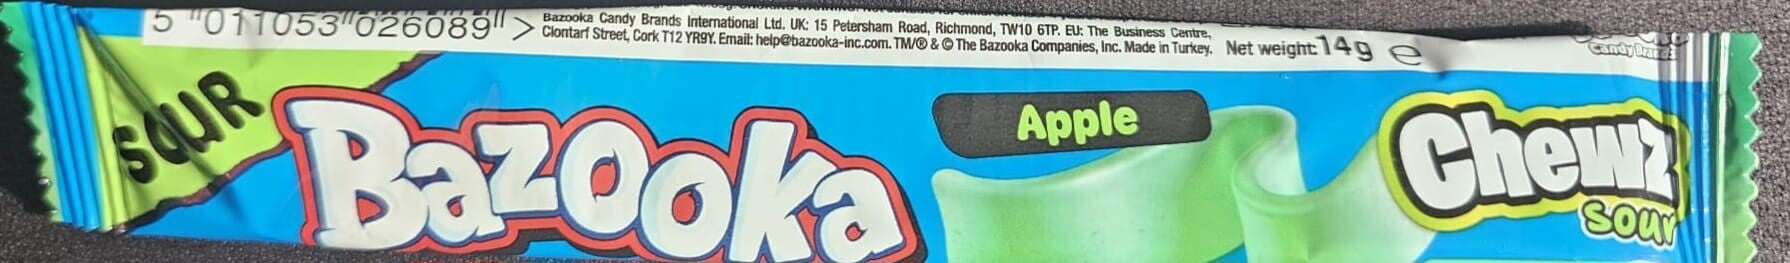 5 011053 026089 >
Bazooka Candy Brands International Ltd. UK: 15 Petersham Road, Richmond, TW10 6TP. EU: The Business Centre,
Clontarf Street, Cork T12 YR9Y. Email: help@bazooka-inc.com. TM/® & © The Bazooka Companies, Inc. Made in Turkey. Net weight: 14g ℮
SOUR
Bazooka
Apple
Chewz
sour